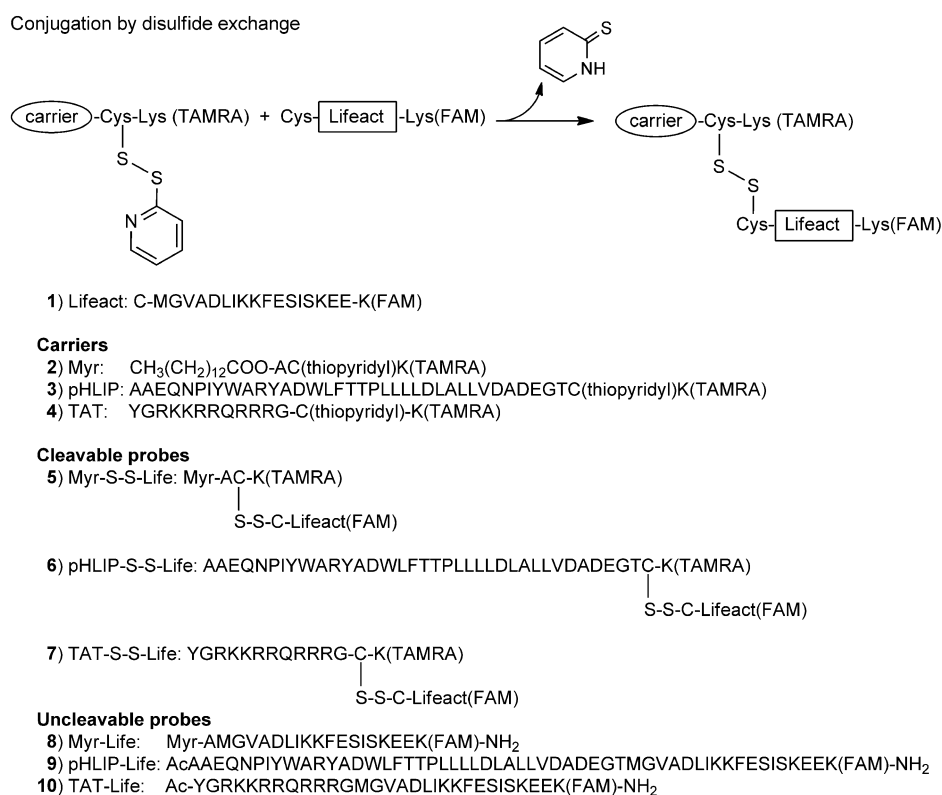 Conjugation by disulfide exchange
S
NH
carrier -Cys-Lys (TAMRA) + Cys- Lifeact -Lys(FAM)
carrier -Cys-Lys (TAMRA)
S
S
N
S
S
Cys- Lifeact -Lys(FAM)
1) Lifeact: C-MGVADLIKKFESISKEE-K(FAM)
Carriers
2) Myr: CH3(CH2)12COO-AC(thiopyridyl)K(TAMRA)
3) pHLIP: AAEQNPIYWARYADWLFTTPLLLLDLALLVDADEGTC(thiopyridyl)K(TAMRA)
4) TAT: YGRKKRRQRRRG-C(thiopyridyl)-K(TAMRA)
Cleavable probes
5) Myr-S-S-Life: Myr-AC-K(TAMRA)
S-S-C-Lifeact(FAM)
6) pHLIP-S-S-Life: AAEQNPIYWARYADWLFTTPLLLLDLALLVDADEGTC-K(TAMRA)
S-S-C-Lifeact(FAM)
7) TAT-S-S-Life: YGRKKRRQRRRG-C-K(TAMRA)
S-S-C-Lifeact(FAM)
Uncleavable probes
8) Myr-Life: Myr-AMGVADLIKKFESISKEEK(FAM)-NH2
9) pHLIP-Life: AcAAEQNPIYWARYADWLFTTPLLLLDLALLVDADEGTMGVADLIKKFESISKEEK(FAM)-NH2
10) TAT-Life: Ac-YGRKKRRQRRRGMGVADLIKKFESISKEEK(FAM)-NH2